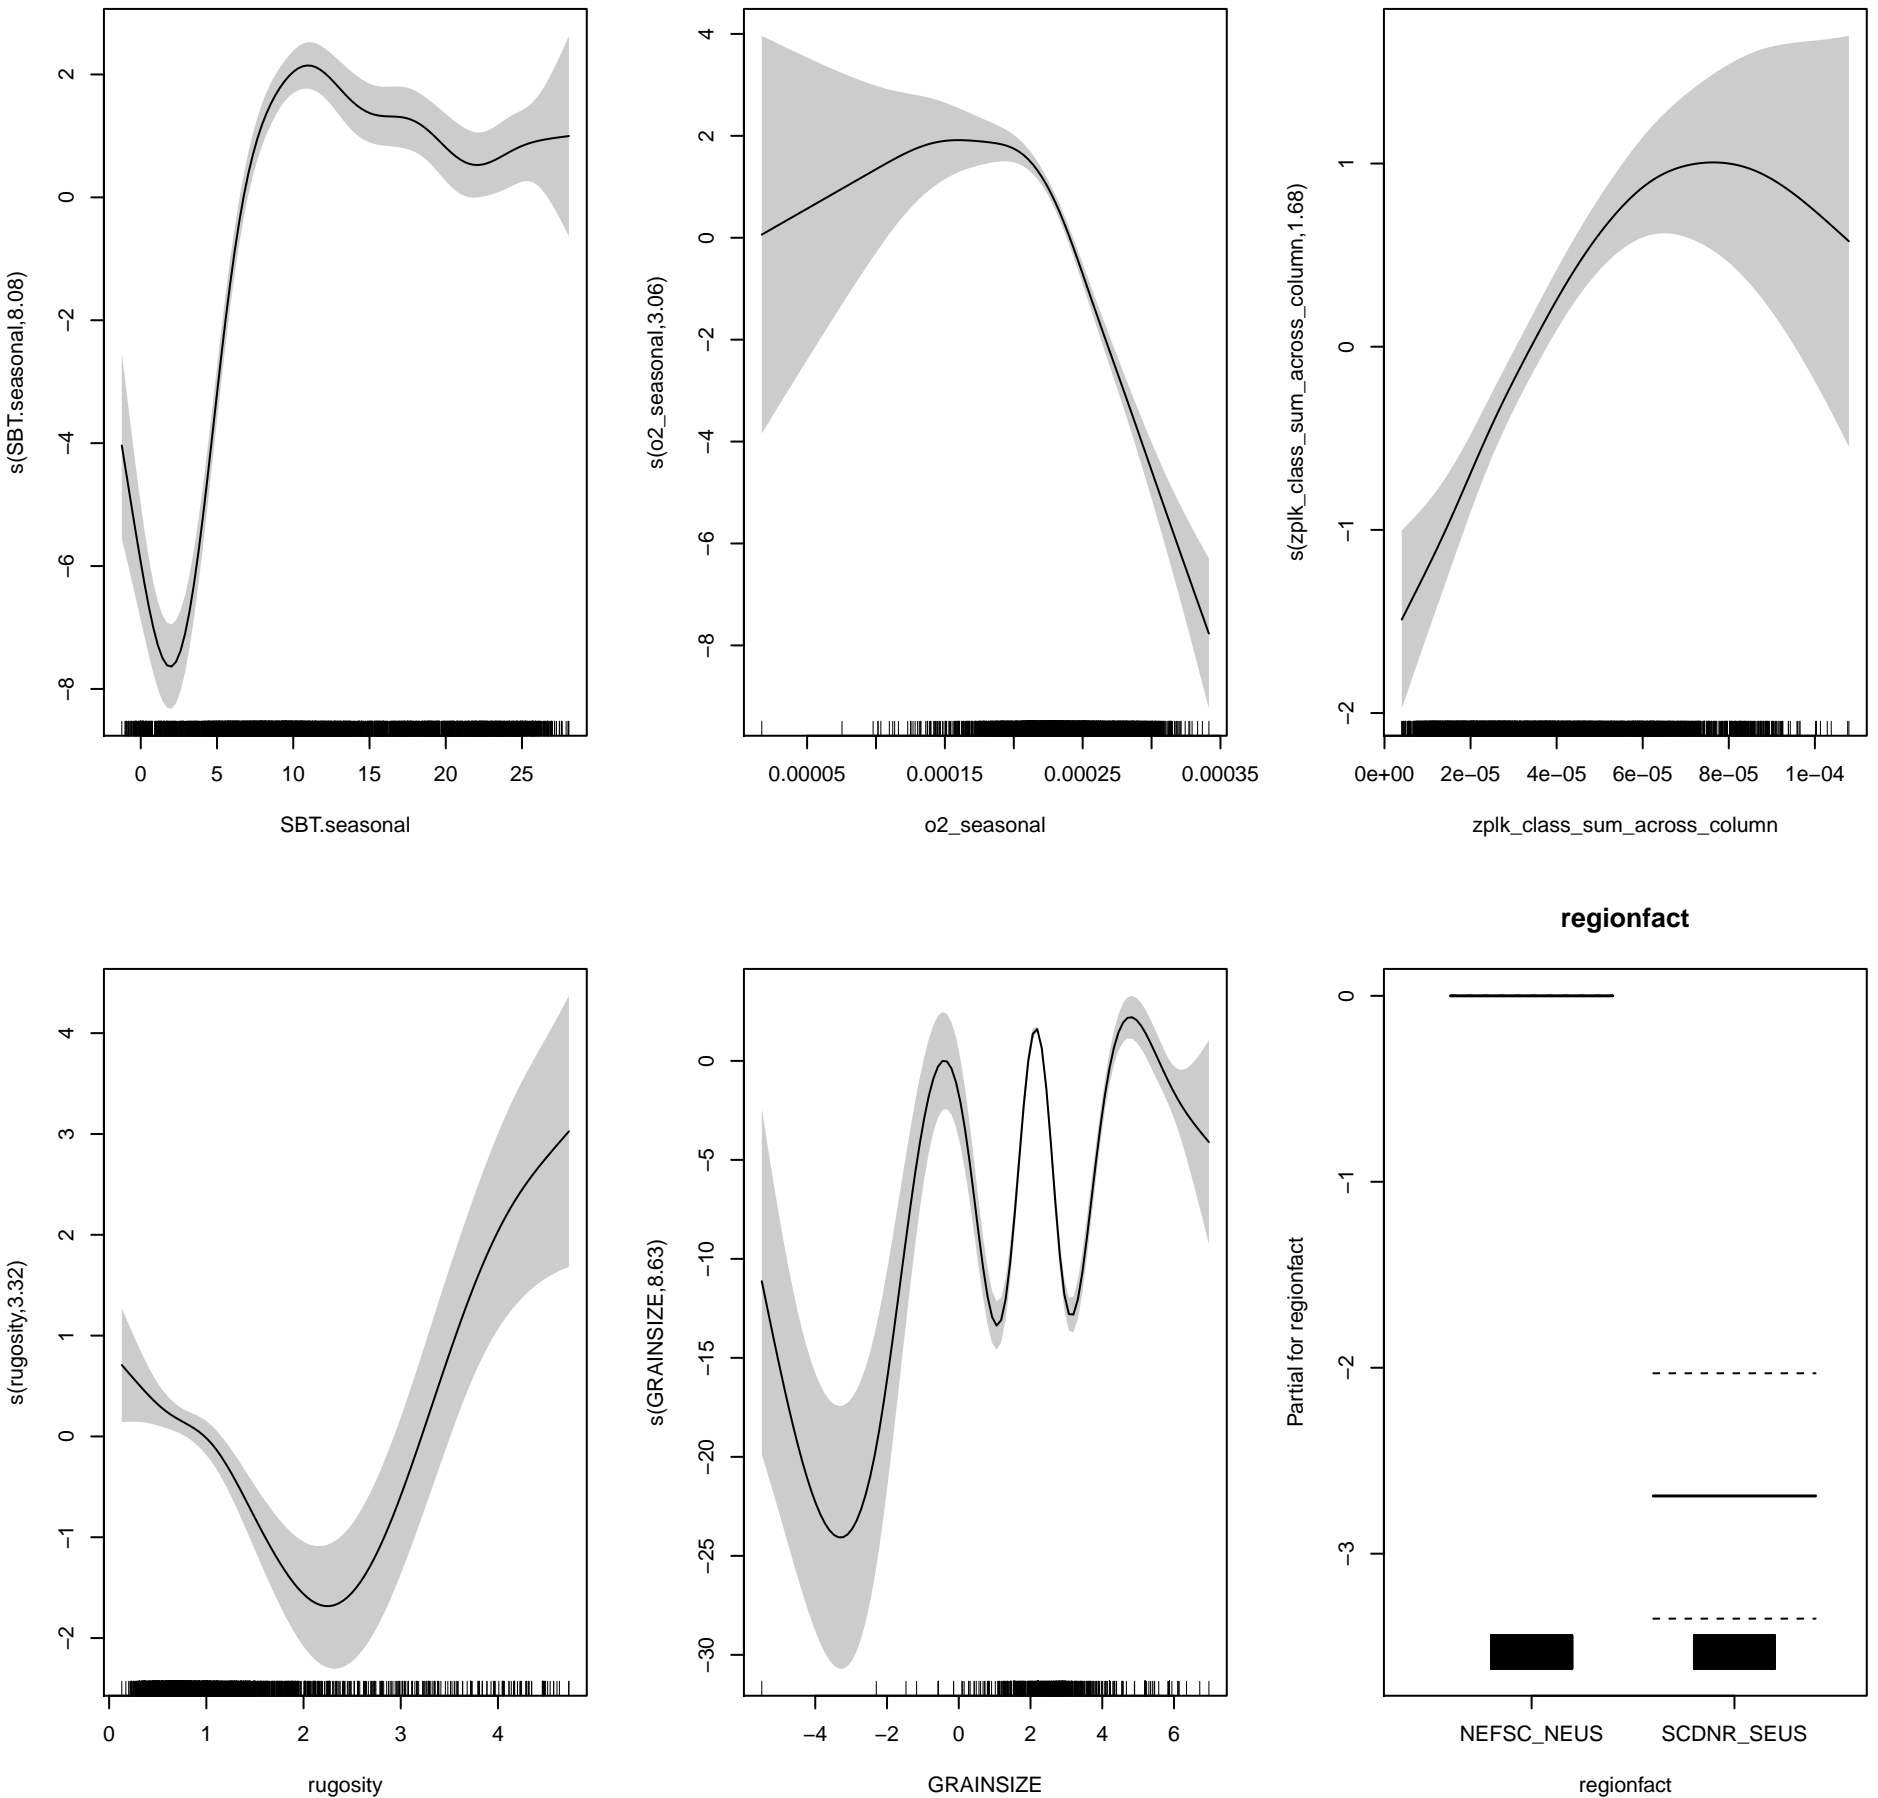 s(SBT.seasonal,8.08)
2
0
−2
−4
−6
−8
0 5 10 15 20 25
SBT.seasonal
s(o2_seasonal,3.06)
4
2
0
−2
−4
−6
−8
0.00005 0.00015 0.00025 0.00035
o2_seasonal
s(zplk_class_sum_across_column,1.68)
1
0
−1
−2
0e+00 2e−05 4e−05 6e−05 8e−05 1e−04
zplk_class_sum_across_column
s(rugosity,3.32)
4
3
2
1
0
−1
−2
0 1 2 3 4
rugosity
s(GRAINSIZE,8.63)
0
−5
−10
−15
−20
−25
−30
−4 −2 0 2 4 6
GRAINSIZE
regionfact
Partial for regionfact
0
−1
−2
−3
NEFSC_NEUS SCDNR_SEUS
regionfact